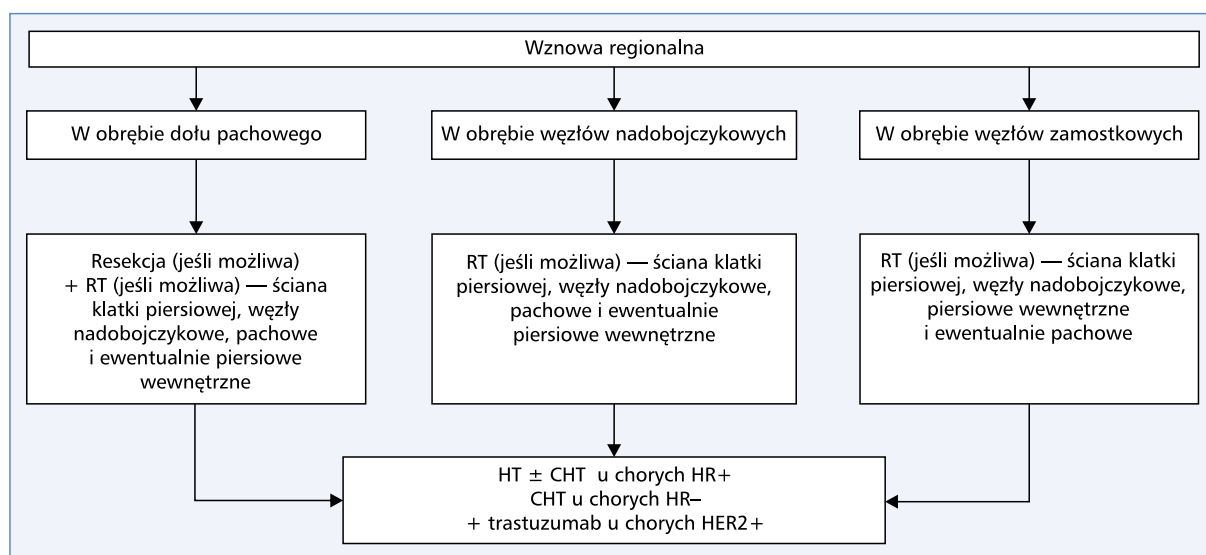 Wznowa regionalna
W obrębie dołu pachowego
W obrębie węzłów nadobojczykowych
W obrębie węzłów zamostkowych
Resekcja (jeśli możliwa)
+ RT (jeśli możliwa) — ściana
klatki piersiowej, węzły
nadobojczykowe, pachowe
i ewentualnie piersiowe
wewnętrzne
RT (jeśli możliwa) — ściana klatki
piersiowej, węzły nadobojczykowe,
pachowe i ewentualnie
piersiowe wewnętrzne
RT (jeśli możliwa) — ściana klatki
piersiowej, węzły nadobojczykowe,
piersiowe wewnętrzne
i ewentualnie pachowe
HT ± CHT u chorych HR+
CHT u chorych HR–
+ trastuzumab u chorych HER2+